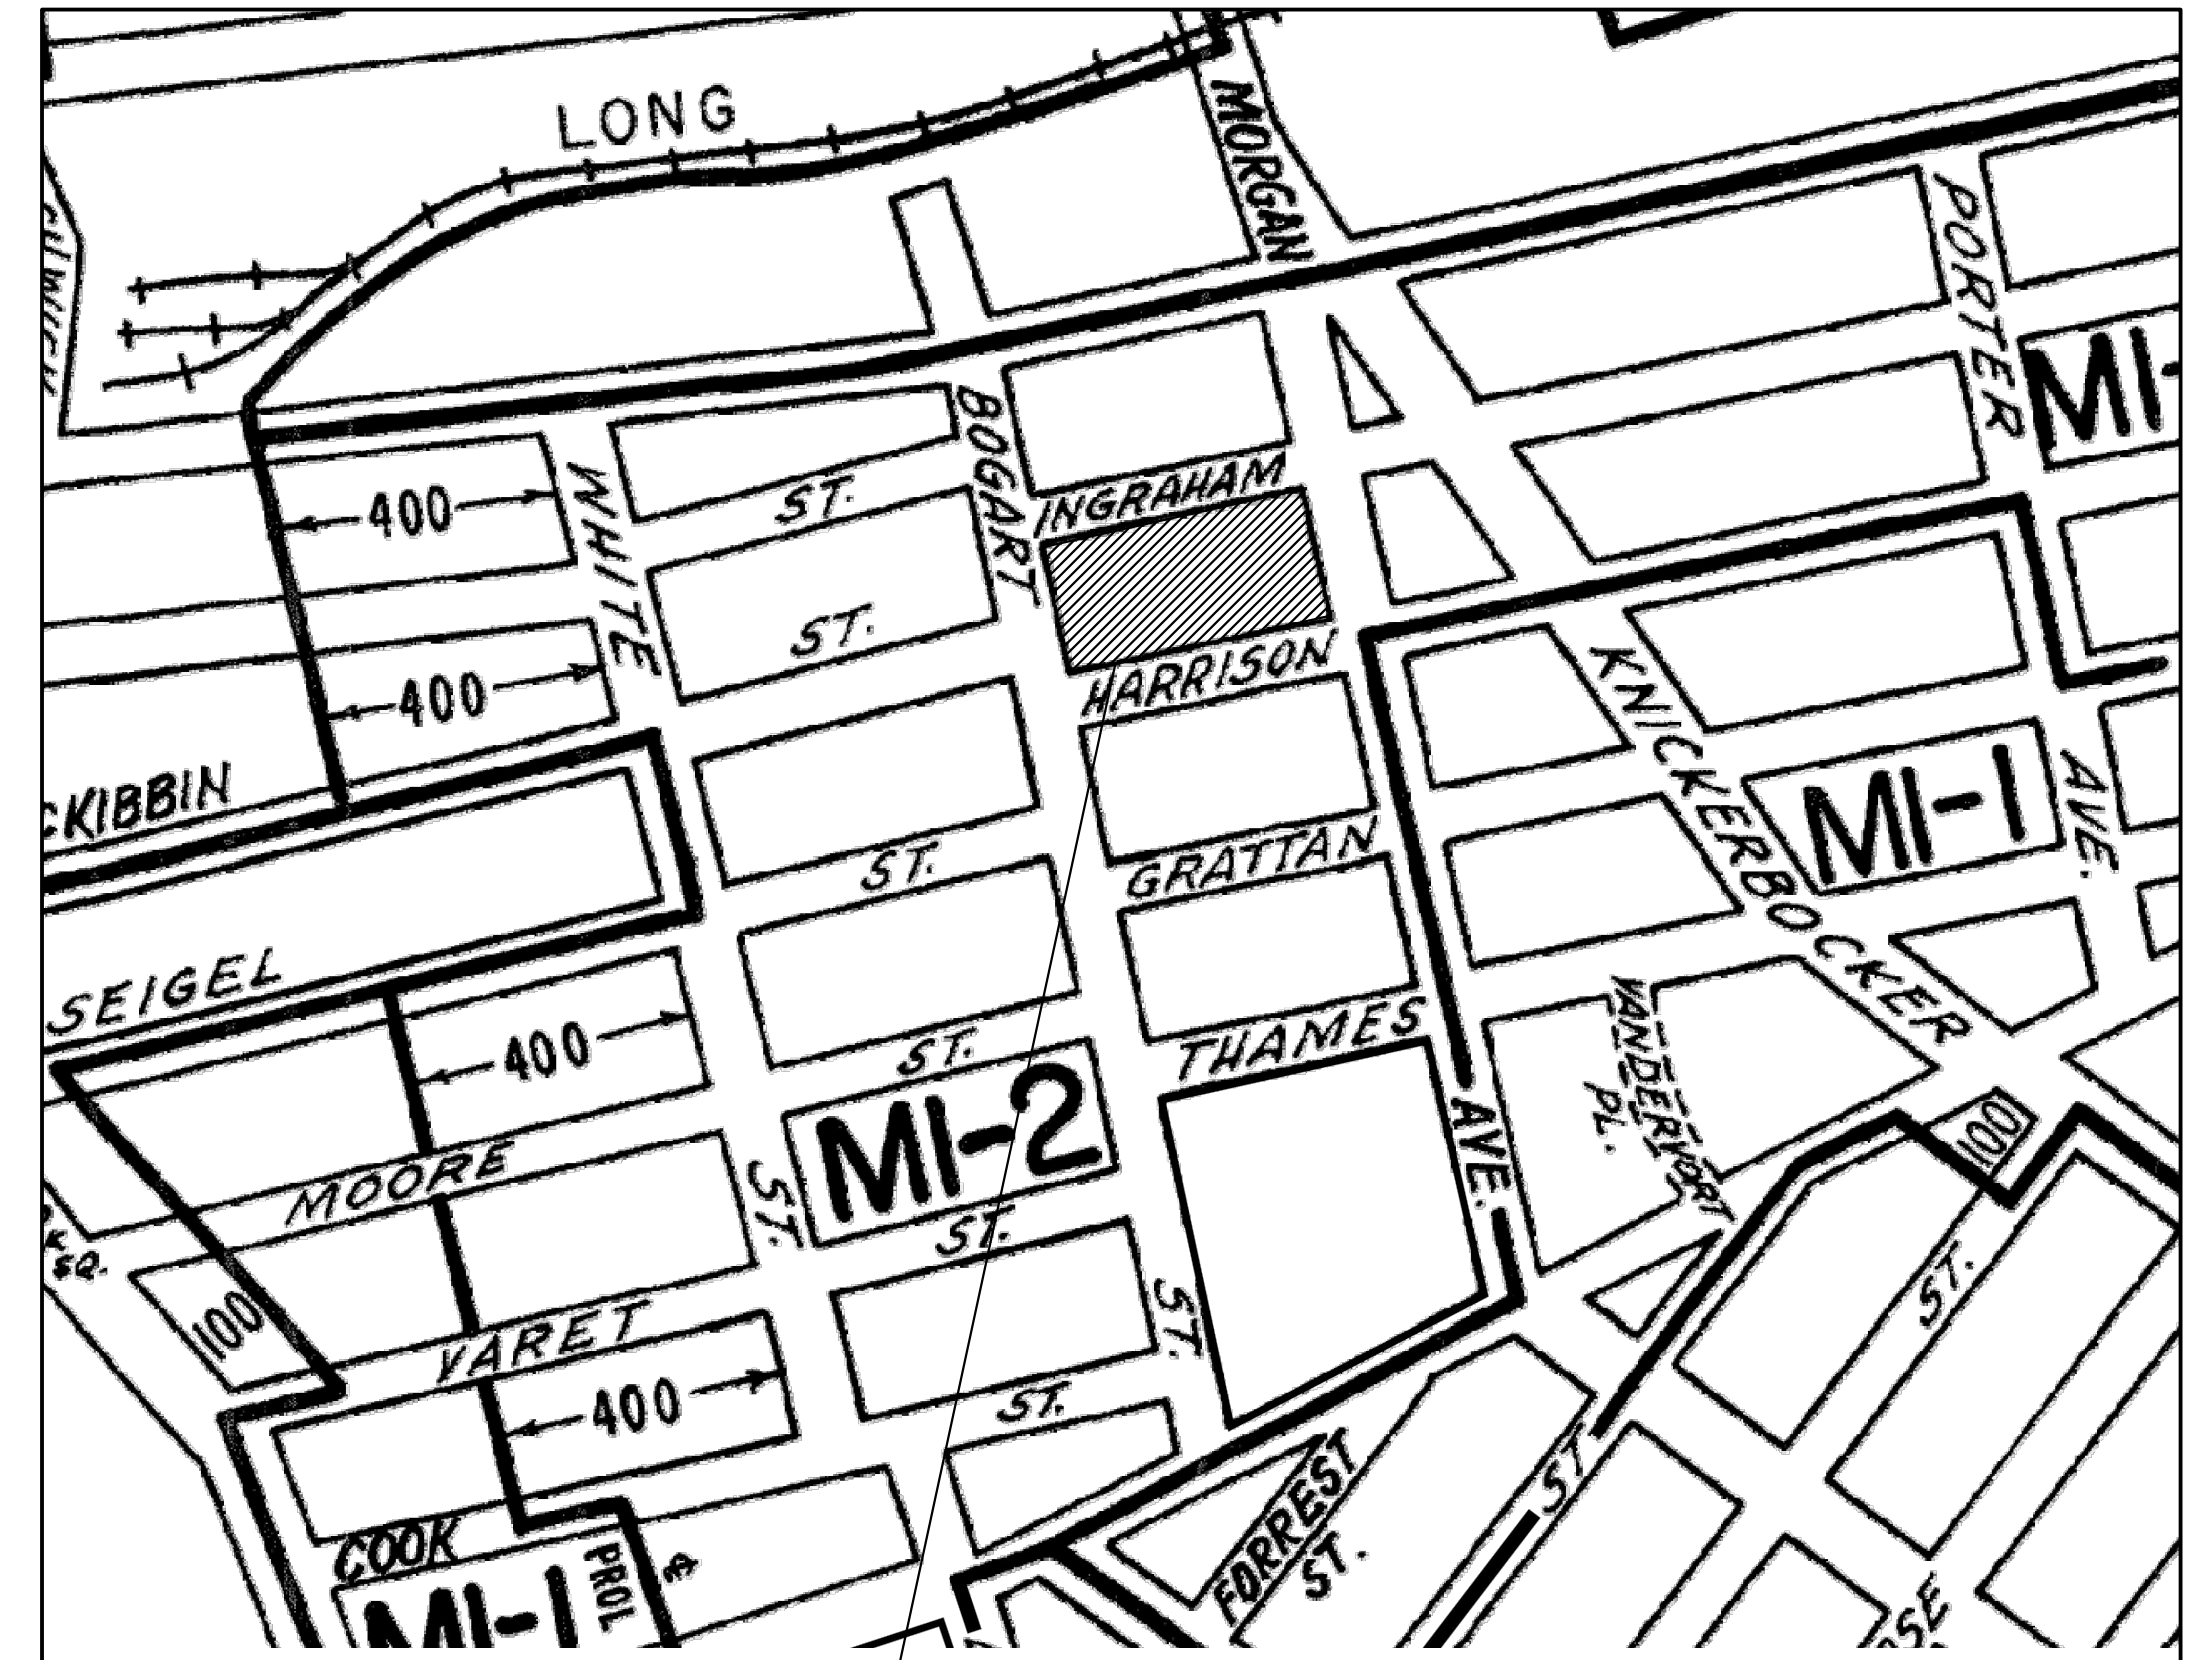 LONG
MORGAN
PORTER
MI-
BOGART
INGRAHAM
ST.
400
WHITE
ST.
HARRISON
400
KNICKERBOCKER
CKIBBIN
MI-1
AVE.
GRATTAN
ST.
SEIGEL
THAMES
ST.
VANDERVORT
PL.
400
MI-2
AVE.
100
MOORE
ST.
ST.
SQ.
100
ST.
ST.
VARET
400
ST.
FORREST
ST.
ST.
COOK
PROL
MI-1